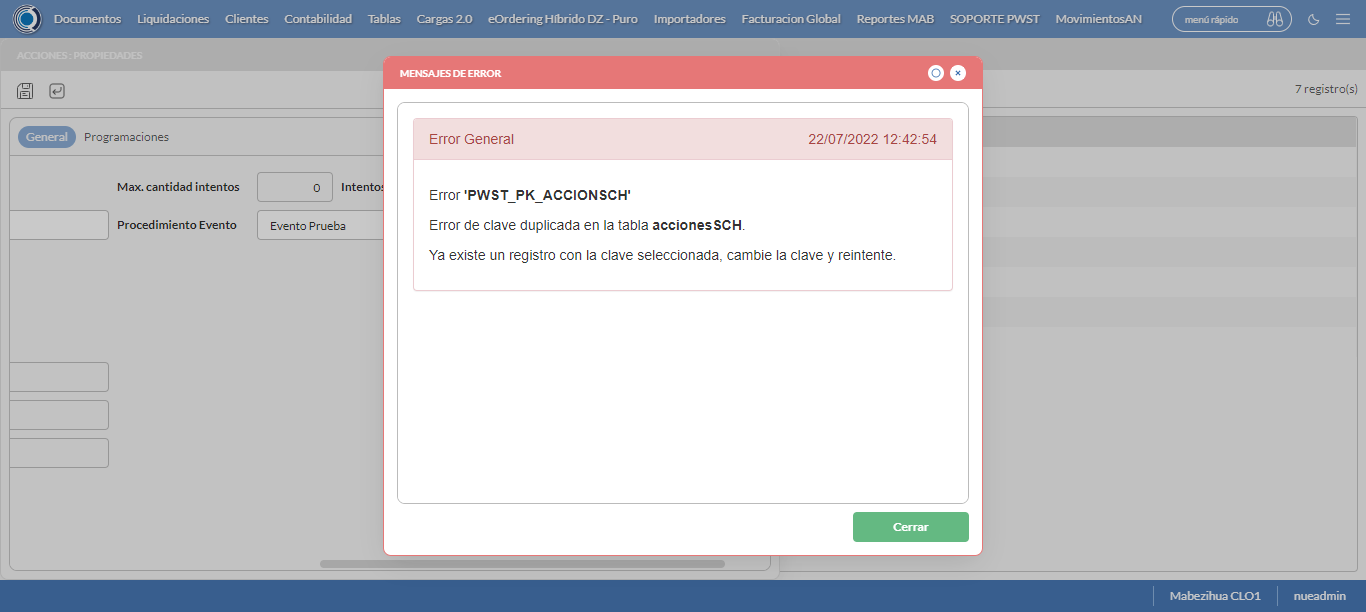 Documentos Liquidaciones Clientes Contabilidad Tablas Cargas 2.0 eOrdering Híbrido DZ - Puro Importadores Facturacion Global Reportes MAB SOPORTE PWST MovimientosAN menú rápido
ACCIONES : PROPIEDADES
MENSAJES DE ERROR
7 registro(s)
General Programaciones
Error General 22/07/2022 12:42:54
Max. cantidad intentos 0 Intentos
Error 'PWST_PK_ACCIONSCH'
Procedimiento Evento Evento Prueba
Error de clave duplicada en la tabla accionesSCH.
Ya existe un registro con la clave seleccionada, cambie la clave y reintente.
Cerrar
Mabezihua CLO1 nueadmin